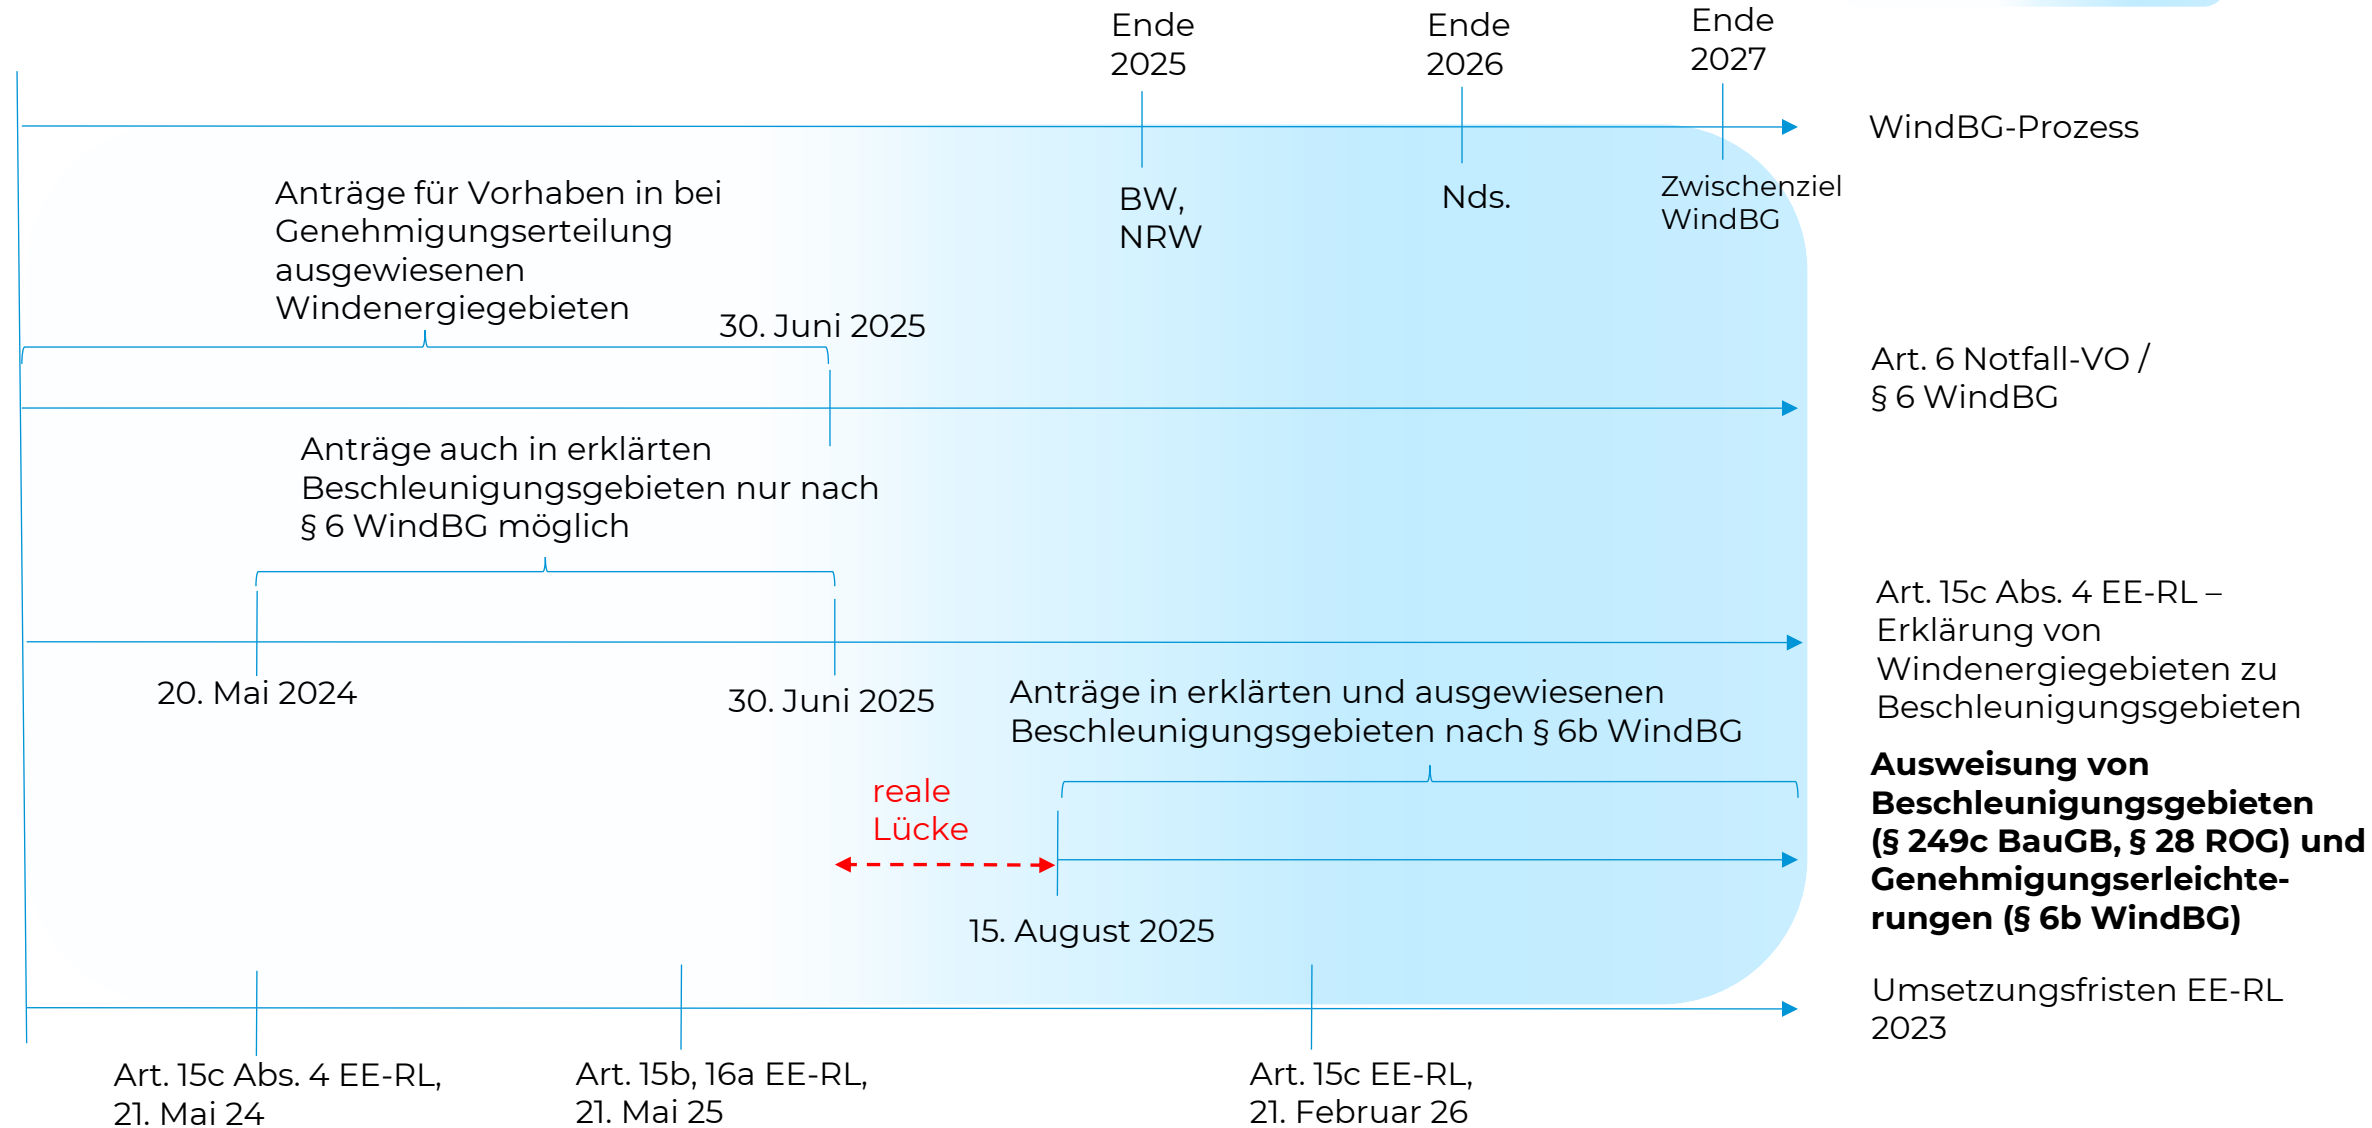 Ende
2025
Ende
2026
Ende
2027
WindBG-Prozess
BW,
NRW
Nds.
Zwischenziel
WindBG
Anträge für Vorhaben in bei
Genehmigungserteilung
ausgewiesenen
Windenergiegebieten
30. Juni 2025
Art. 6 Notfall-VO /
§ 6 WindBG
Anträge auch in erklärten
Beschleunigungsgebieten nur nach
§ 6 WindBG möglich
20. Mai 2024
30. Juni 2025
Art. 15c Abs. 4 EE-RL –
Erklärung von
Windenergiegebieten zu
Beschleunigungsgebieten
Anträge in erklärten und ausgewiesenen
Beschleunigungsgebieten nach § 6b WindBG
reale
Lücke
15. August 2025
Ausweisung von
Beschleunigungsgebieten
(§ 249c BauGB, § 28 ROG) und
Genehmigungserleichte-
rungen (§ 6b WindBG)
Umsetzungsfristen EE-RL
2023
Art. 15c Abs. 4 EE-RL,
21. Mai 24
Art. 15b, 16a EE-RL,
21. Mai 25
Art. 15c EE-RL,
21. Februar 26